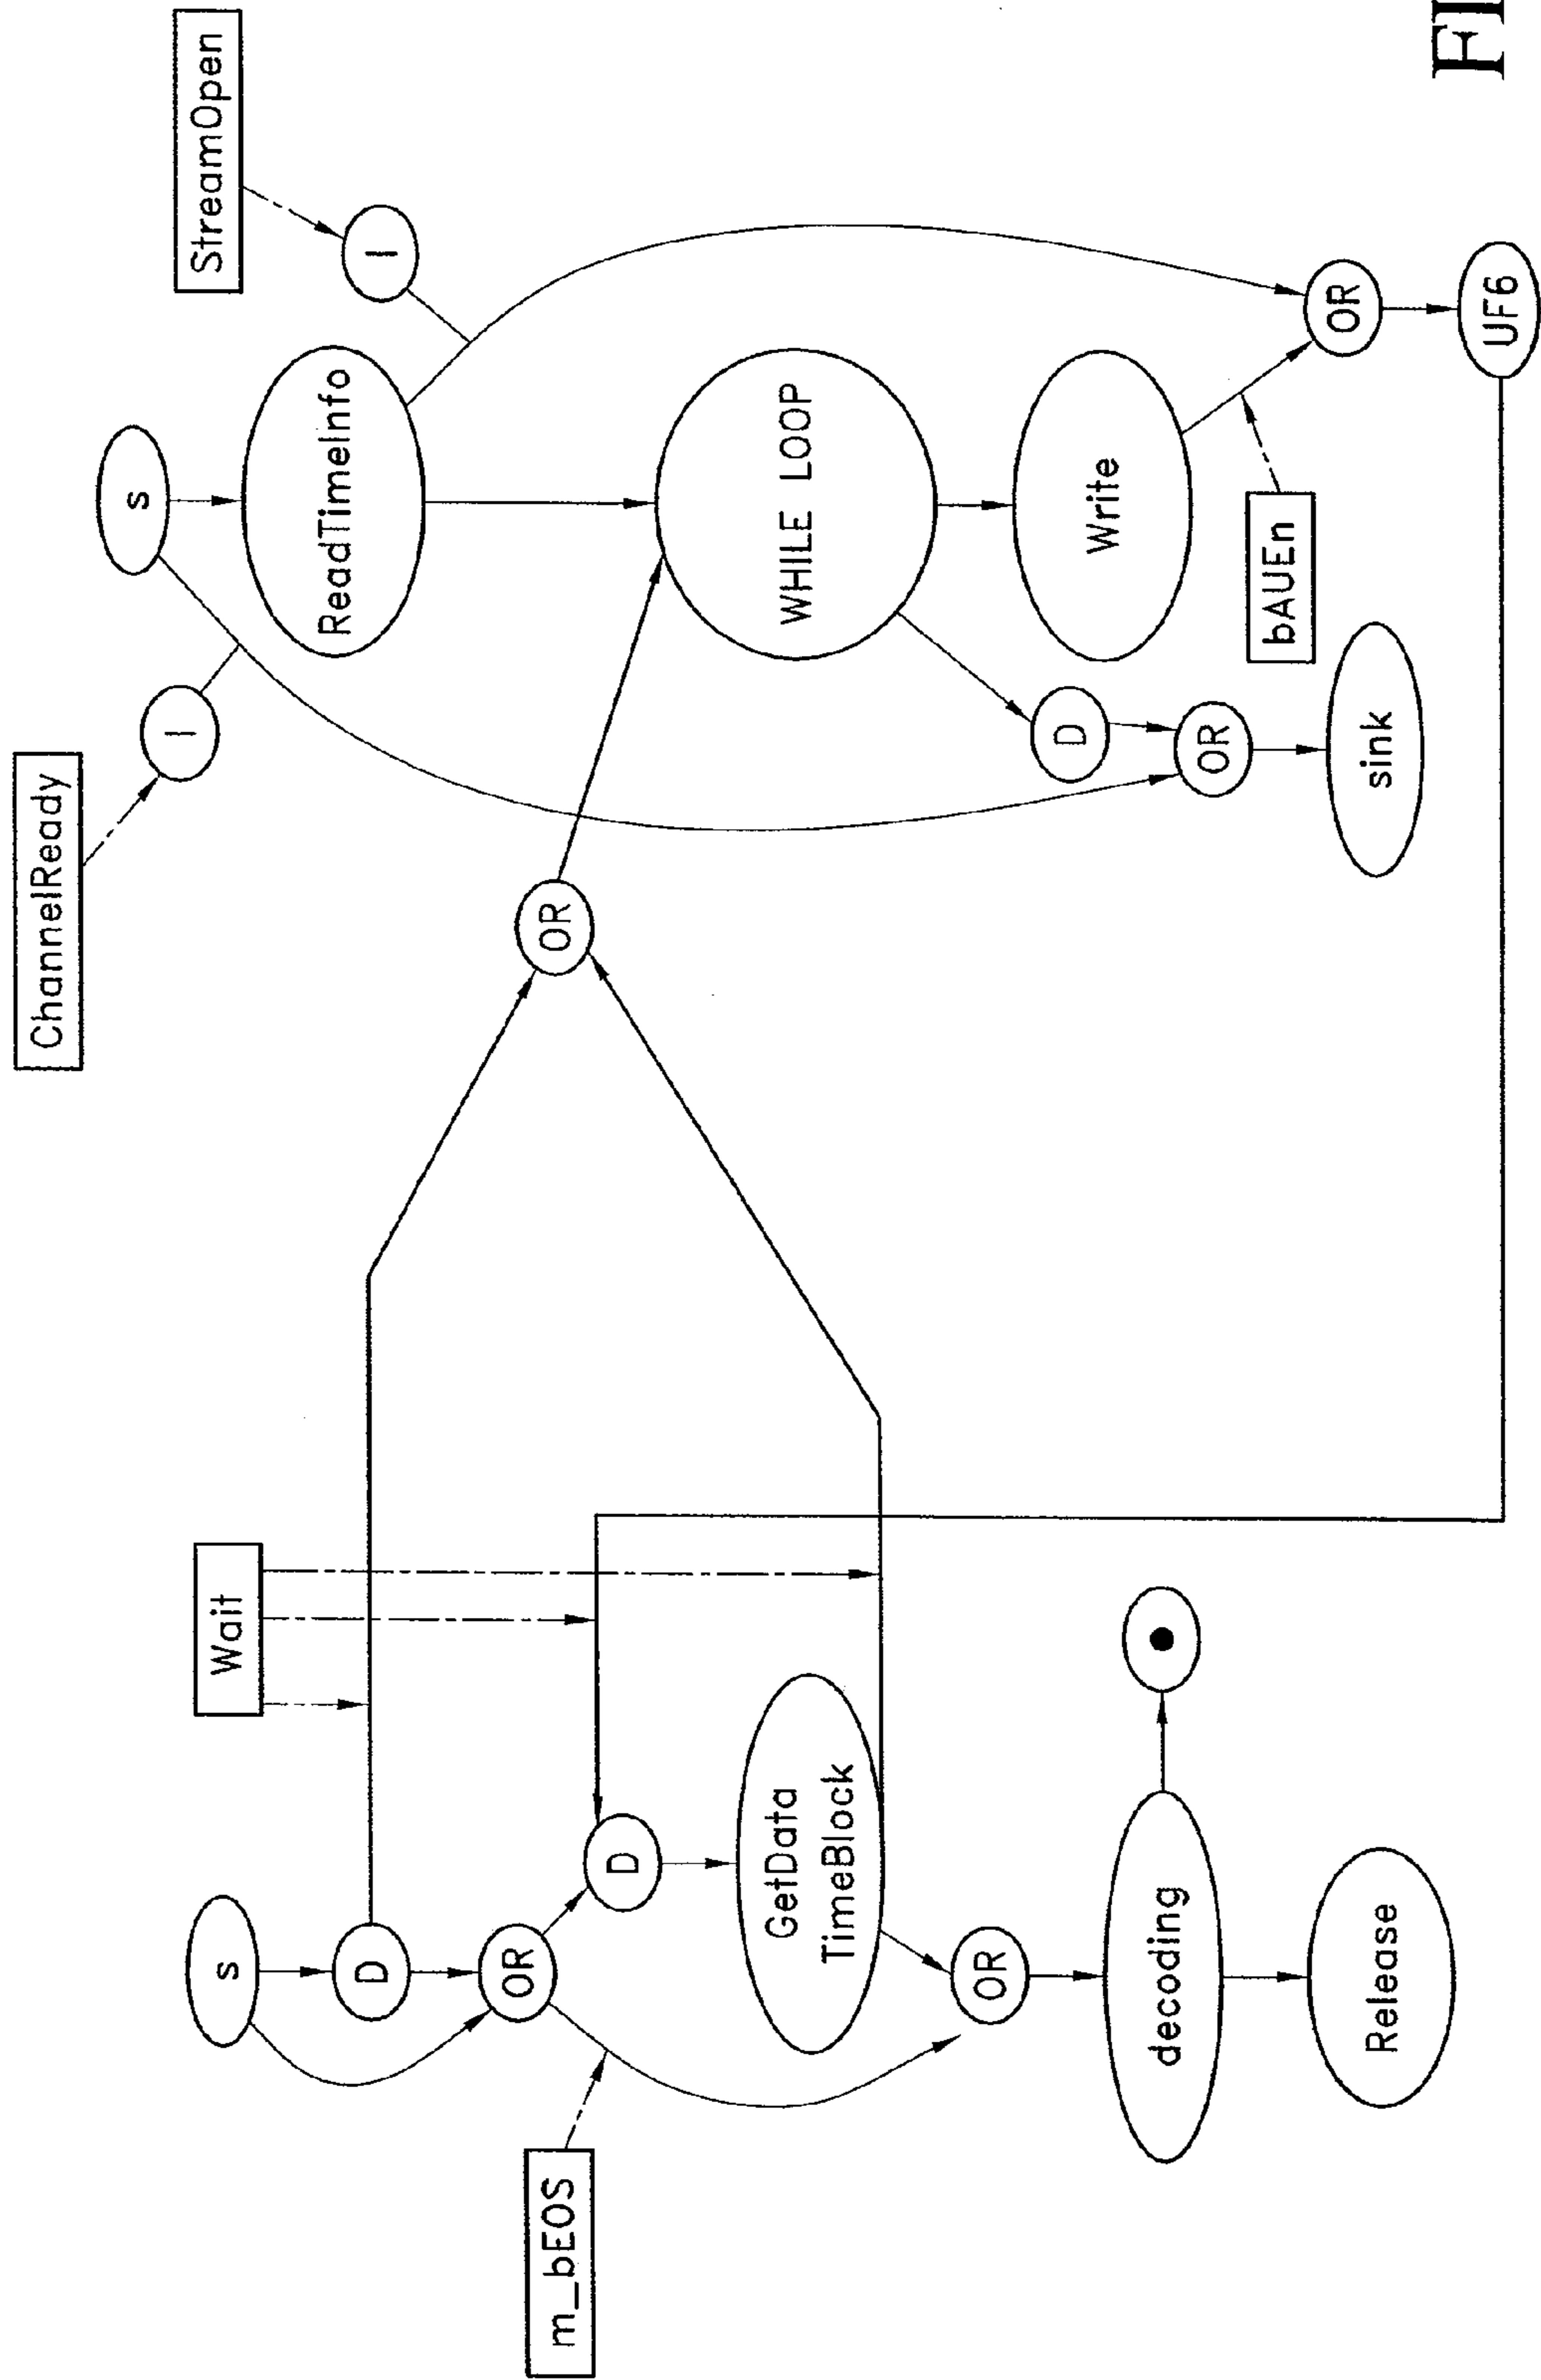 ChannelReady
s
I
s
Wait
StreamOpen
D
ReadTimeInfo
I
m_bEOS
OR
OR
D
GetData
TimeBlock
WHILE LOOP
OR
D
Write
decoding
OR
bAUEn
OR
Release
sink
UF6
FI